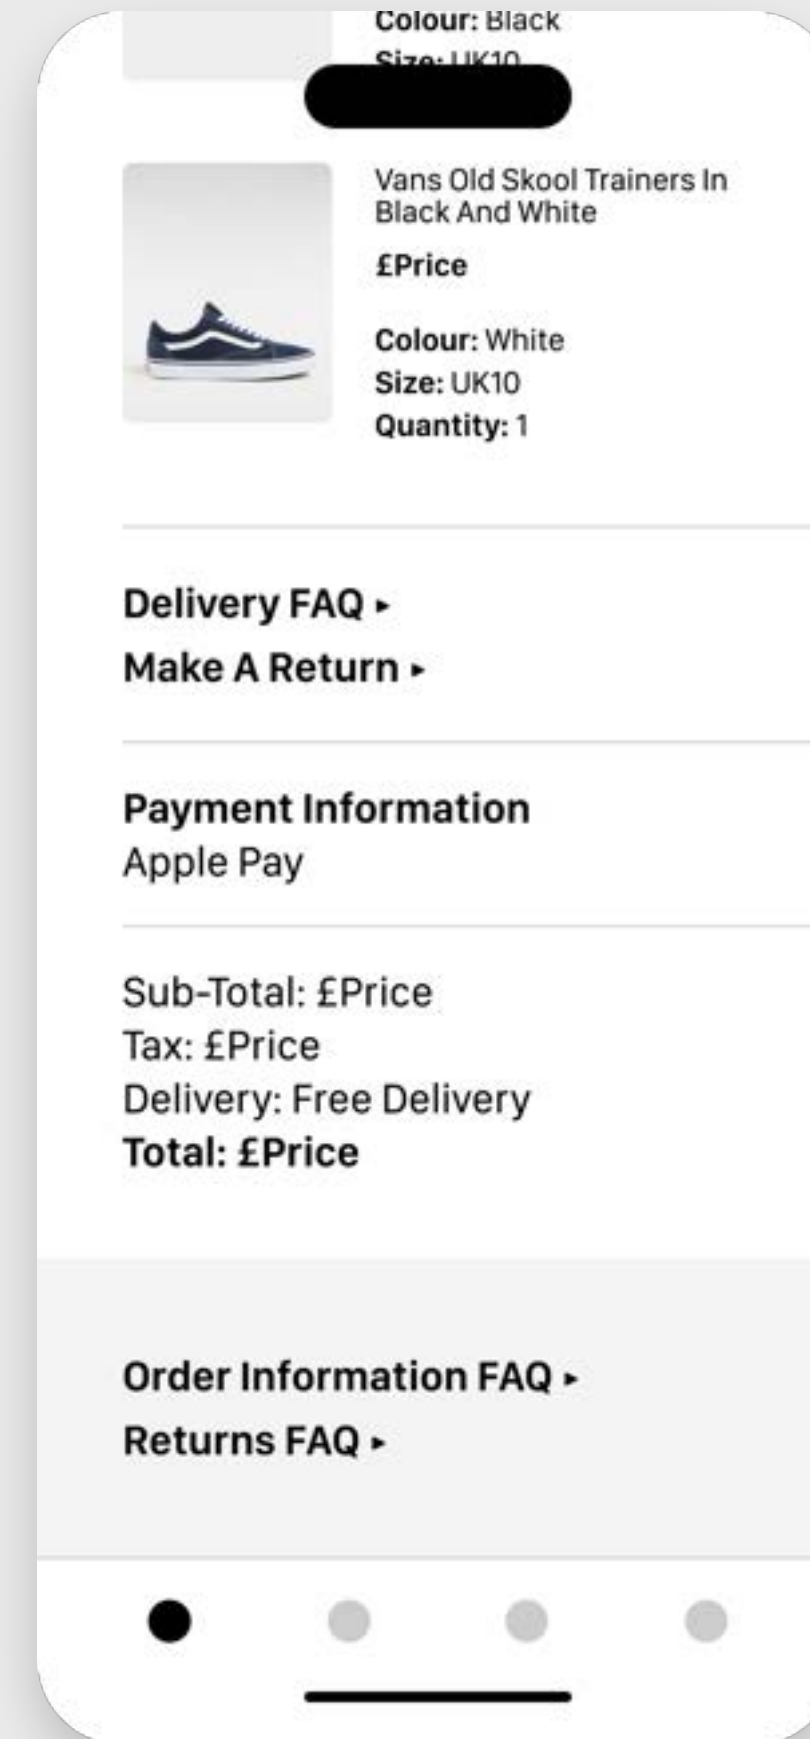 Colour: Black
Size: UK10
Vans Old Skool Trainers In
Black And White
£Price
Colour: White
Size: UK10
Quantity: 1
Delivery FAQ ▸
Make A Return ▸
Payment Information
Apple Pay
Sub-Total: £Price
Tax: £Price
Delivery: Free Delivery
Total: £Price
Order Information FAQ ▸
Returns FAQ ▸